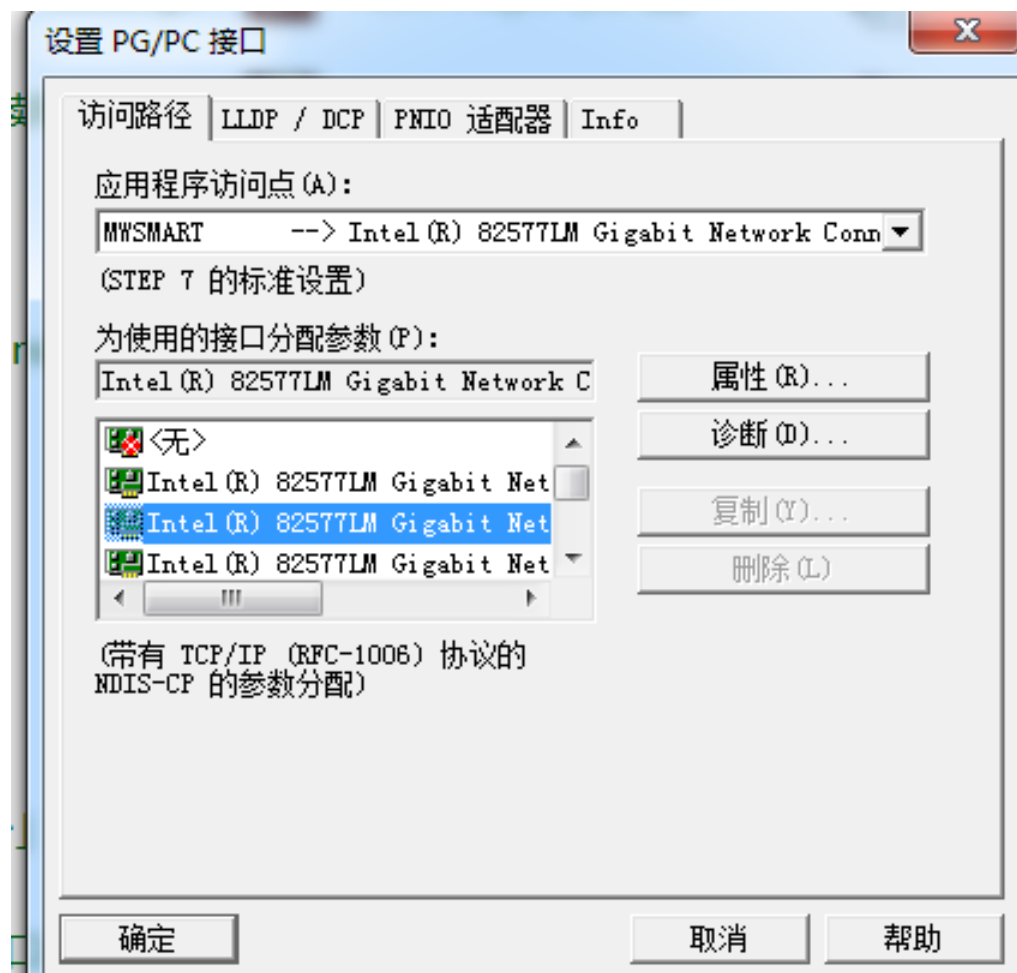 设置 PG/PC 接口
访问路径 LLDP / DCP PNIO 适配器 Info
应用程序访问点(A):
MWSMART --> Intel(R) 82577LM Gigabit Network Conn
(STEP 7 的标准设置)
为使用的接口分配参数(P):
Intel(R) 82577LM Gigabit Network C
属性(R)...
<无>
诊断(D)...
Intel(R) 82577LM Gigabit Net
复制(Y)...
Intel(R) 82577LM Gigabit Net
Intel(R) 82577LM Gigabit Net
删除(L)
(带有 TCP/IP (RFC-1006) 协议的
NDIS-CP 的参数分配)
确定 取消 帮助